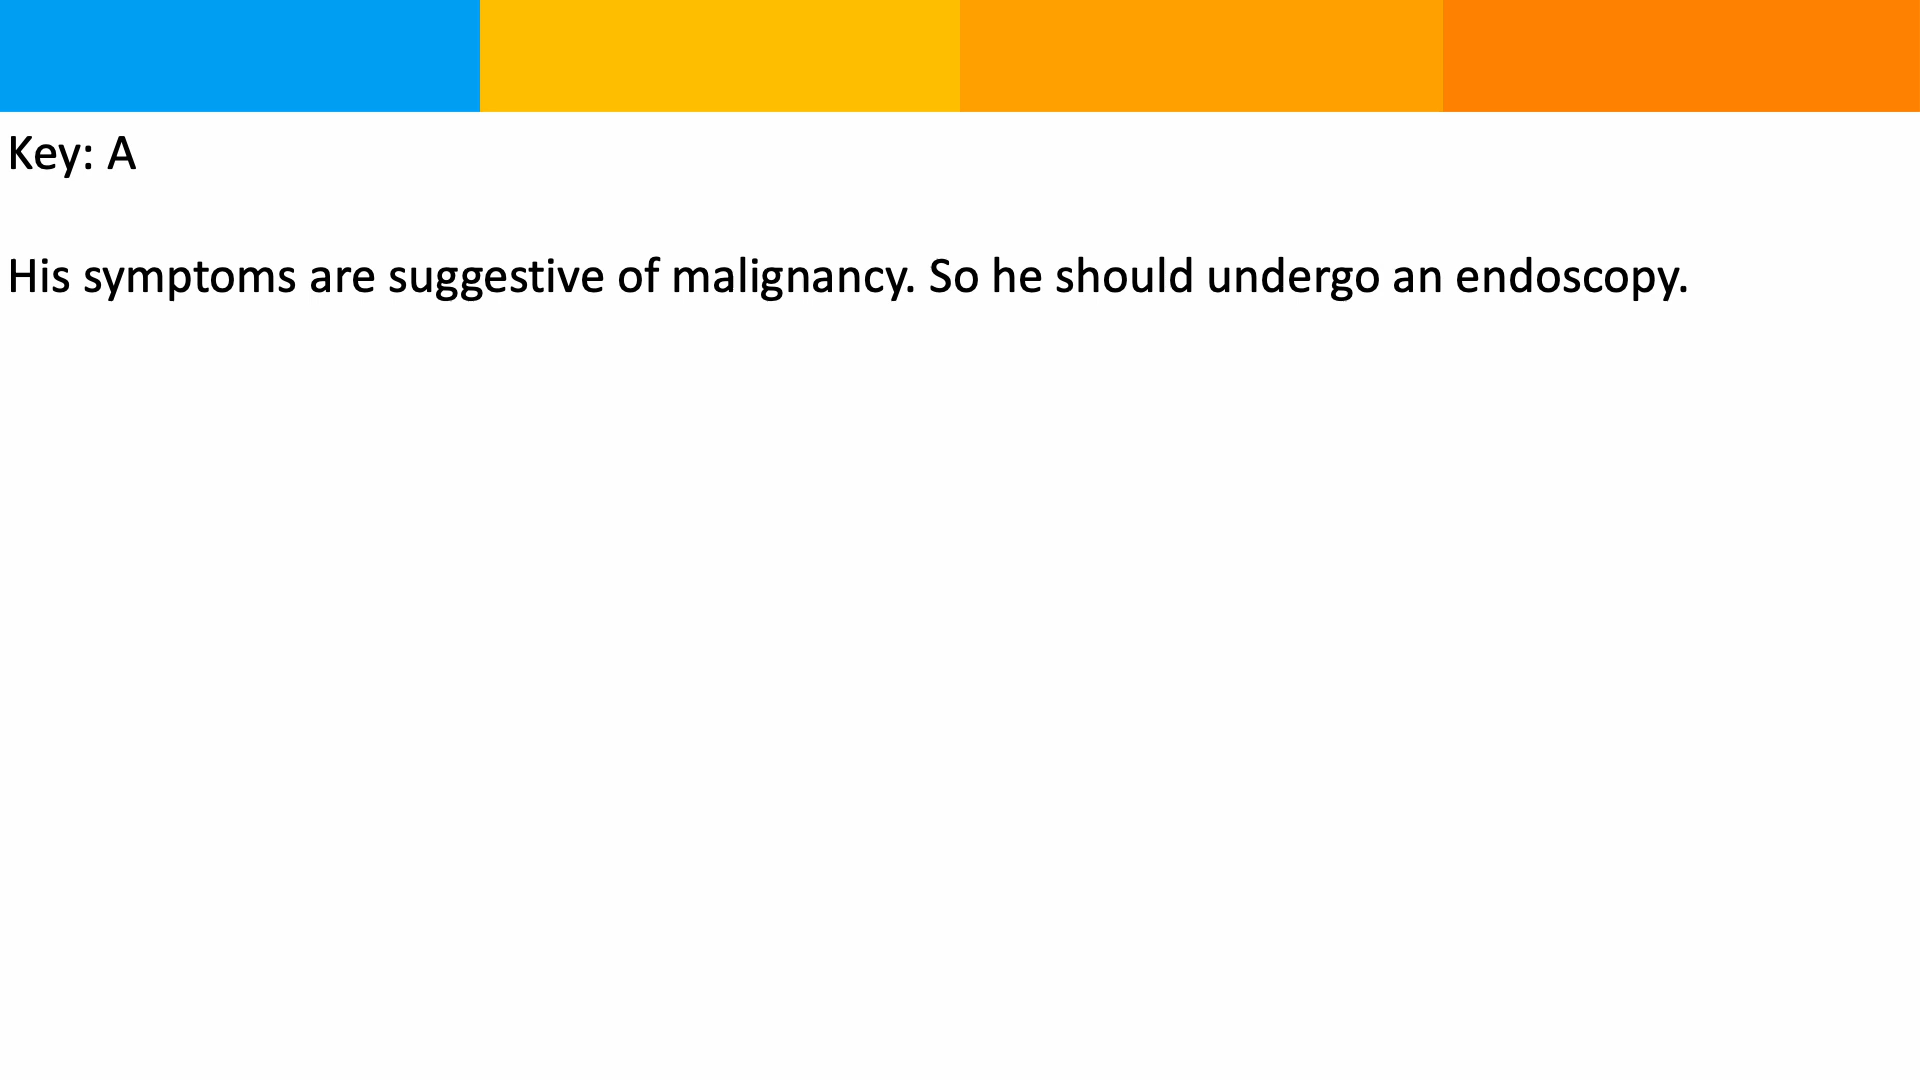 Key: A
His symptoms are suggestive of malignancy. So he should undergo an endoscopy.